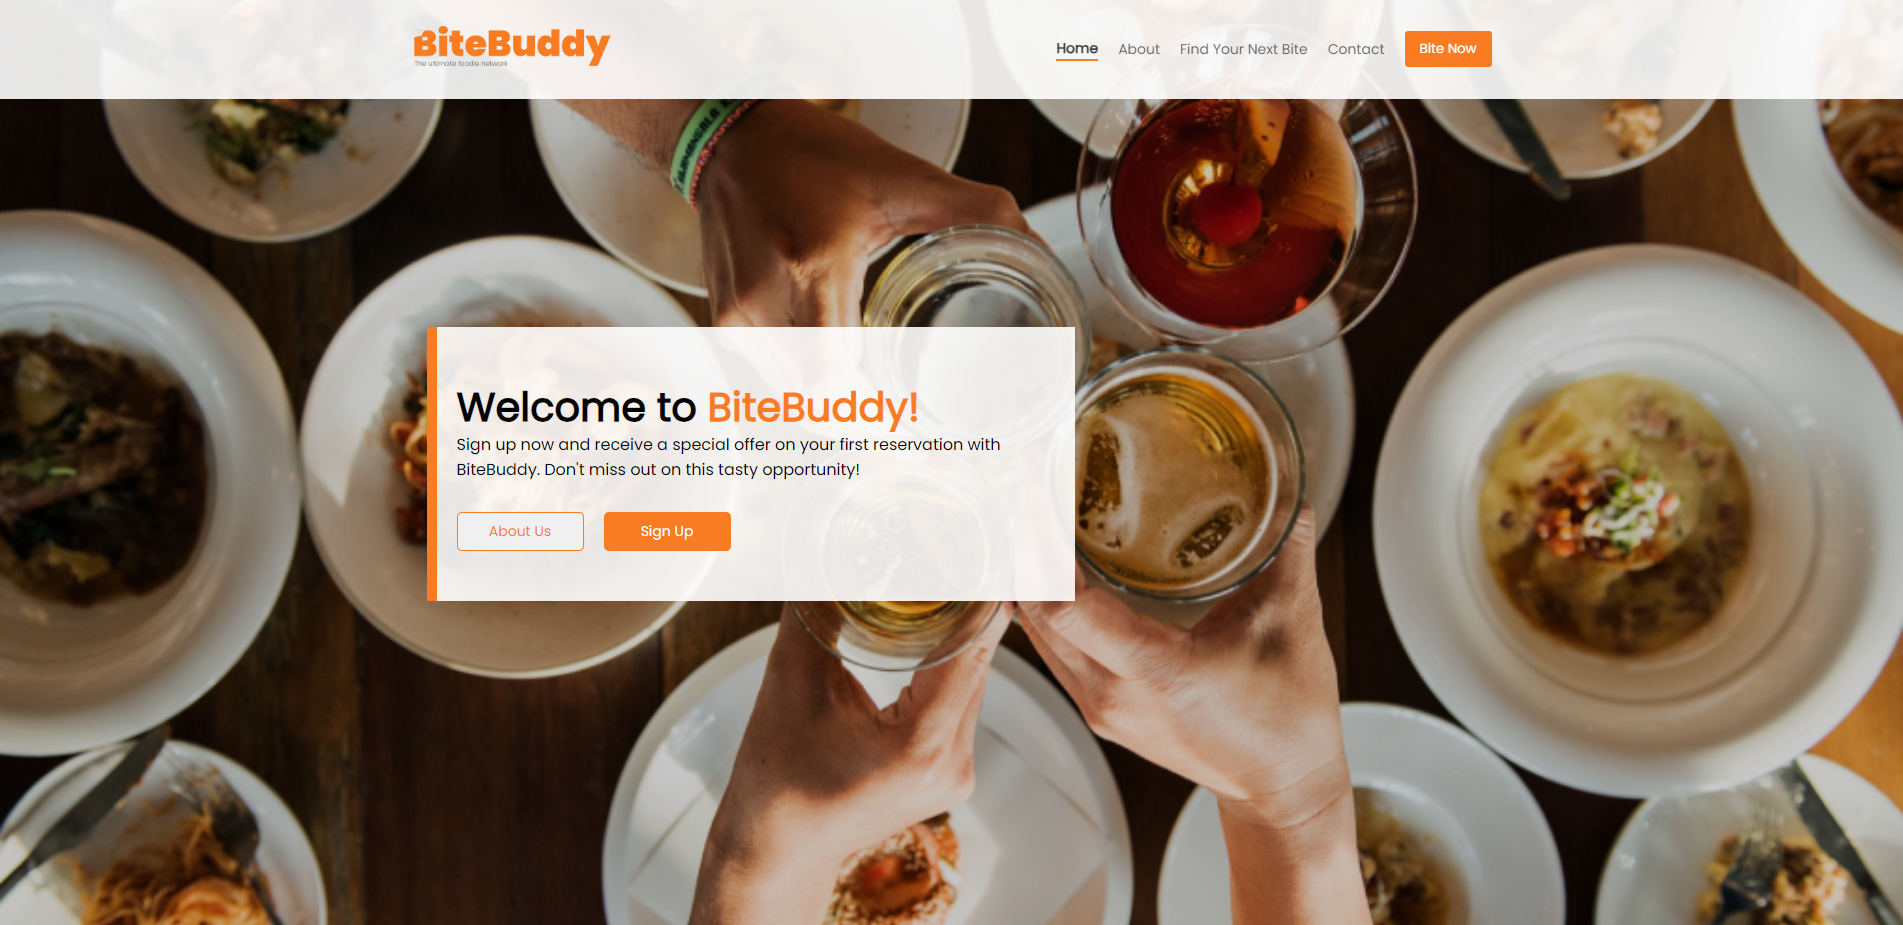 BiteBuddy
The ultimate foodie network
Home About Find Your Next Bite Contact Bite Now
Welcome to BiteBuddy!
Sign up now and receive a special offer on your first reservation with
BiteBuddy. Don't miss out on this tasty opportunity!
About Us Sign Up